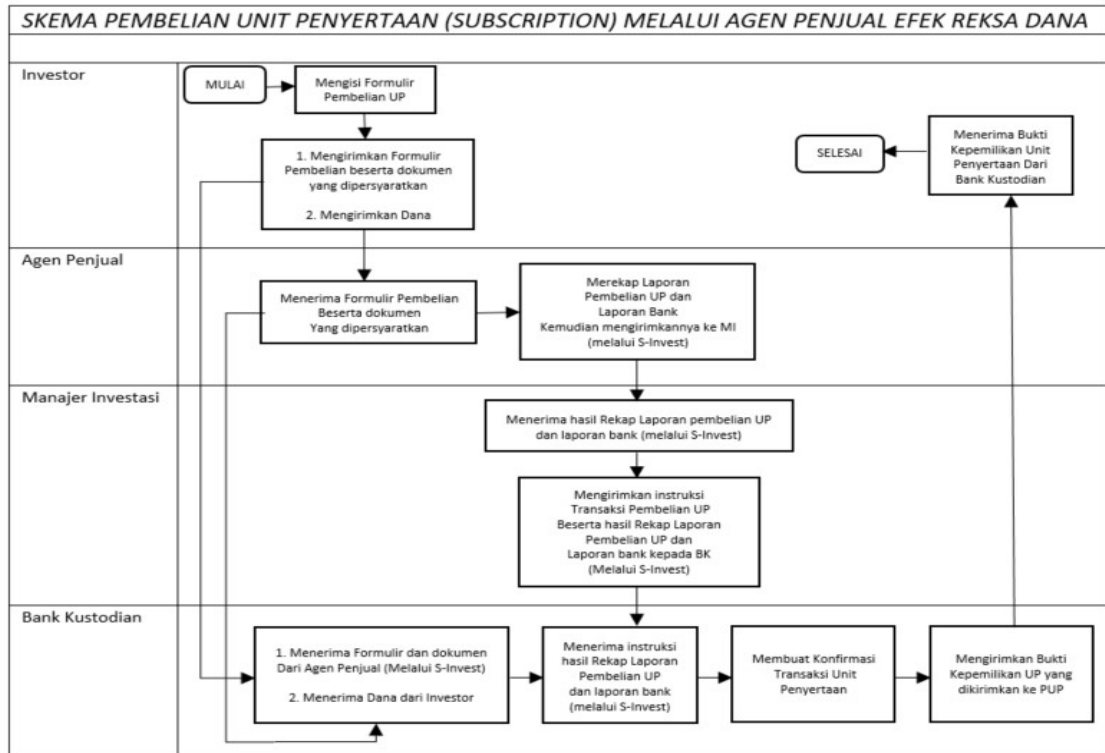 SKEMA PEMBELIAN UNIT PENYERTAAN (SUBSCRIPTION) MELALUI AGEN PENJUAL EFEK REKSA DANA
Investor
MULAI
Mengisi Formulir
Pembelian UP
1. Mengirimkan Formulir
Pembelian beserta dokumen
yang dipersyaratkan
2. Mengirimkan Dana
SELESAI
Menerima Bukti
Kepemilikan Unit
Penyertaan Dari
Bank Kustodian
Agen Penjual
Menerima Formulir Pembelian
Beserta dokumen
Yang dipersyaratkan
Merekap Laporan
Pembelian UP dan
Laporan Bank
Kemudian mengirimkannya ke MI
(melalui S-Invest)
Manajer Investasi
Menerima hasil Rekap Laporan pembelian UP
dan laporan bank (melalui S-Invest)
Mengirimkan instruksi
Transaksi Pembelian UP
Beserta hasil Rekap Laporan
Pembelian UP dan
Laporan bank kepada BK
(Melalui S-Invest)
Bank Kustodian
1. Menerima Formulir dan dokumen
Dari Agen Penjual (Melalui S-Invest)
2. Menerima Dana dari Investor
Menerima instruksi
hasil Rekap Laporan
Pembelian UP
dan laporan bank
(melalui S-Invest)
Membuat Konfirmasi
Transaksi Unit
Penyertaan
Mengirimkan Bukti
Kepemilikan UP yang
dikirimkan ke PUP